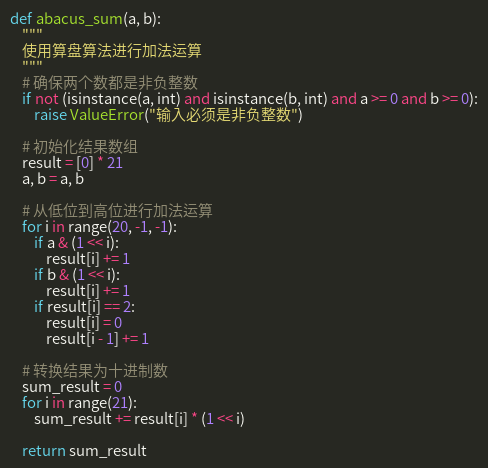 def abacus_sum(a, b):
    """
    使用算盘算法进行加法运算
    """
    # 确保两个数都是非负整数
    if not (isinstance(a, int) and isinstance(b, int) and a >= 0 and b >= 0):
        raise ValueError("输入必须是非负整数")

    # 初始化结果数组
    result = [0] * 21
    a, b = a, b

    # 从低位到高位进行加法运算
    for i in range(20, -1, -1):
        if a & (1 << i):
            result[i] += 1
        if b & (1 << i):
            result[i] += 1
        if result[i] == 2:
            result[i] = 0
            result[i - 1] += 1

    # 转换结果为十进制数
    sum_result = 0
    for i in range(21):
        sum_result += result[i] * (1 << i)

    return sum_result